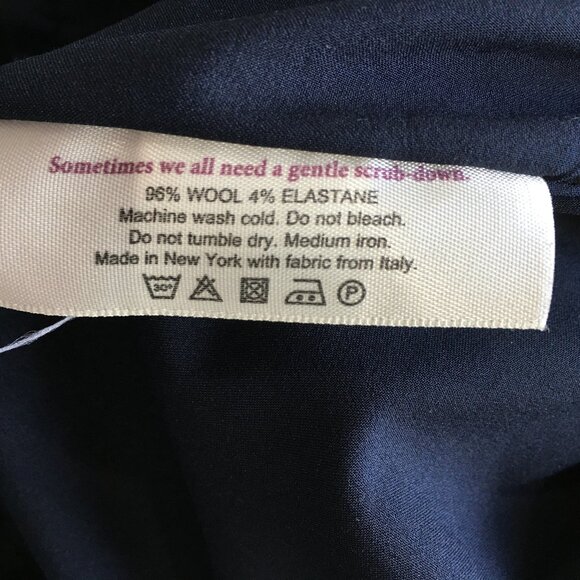 Sometimes we all need a gentle scrub-down.
96% WOOL 4% ELASTANE
Machine wash cold. Do not bleach.
Do not tumble dry. Medium iron.
Made in New York with fabric from Italy.
30° P